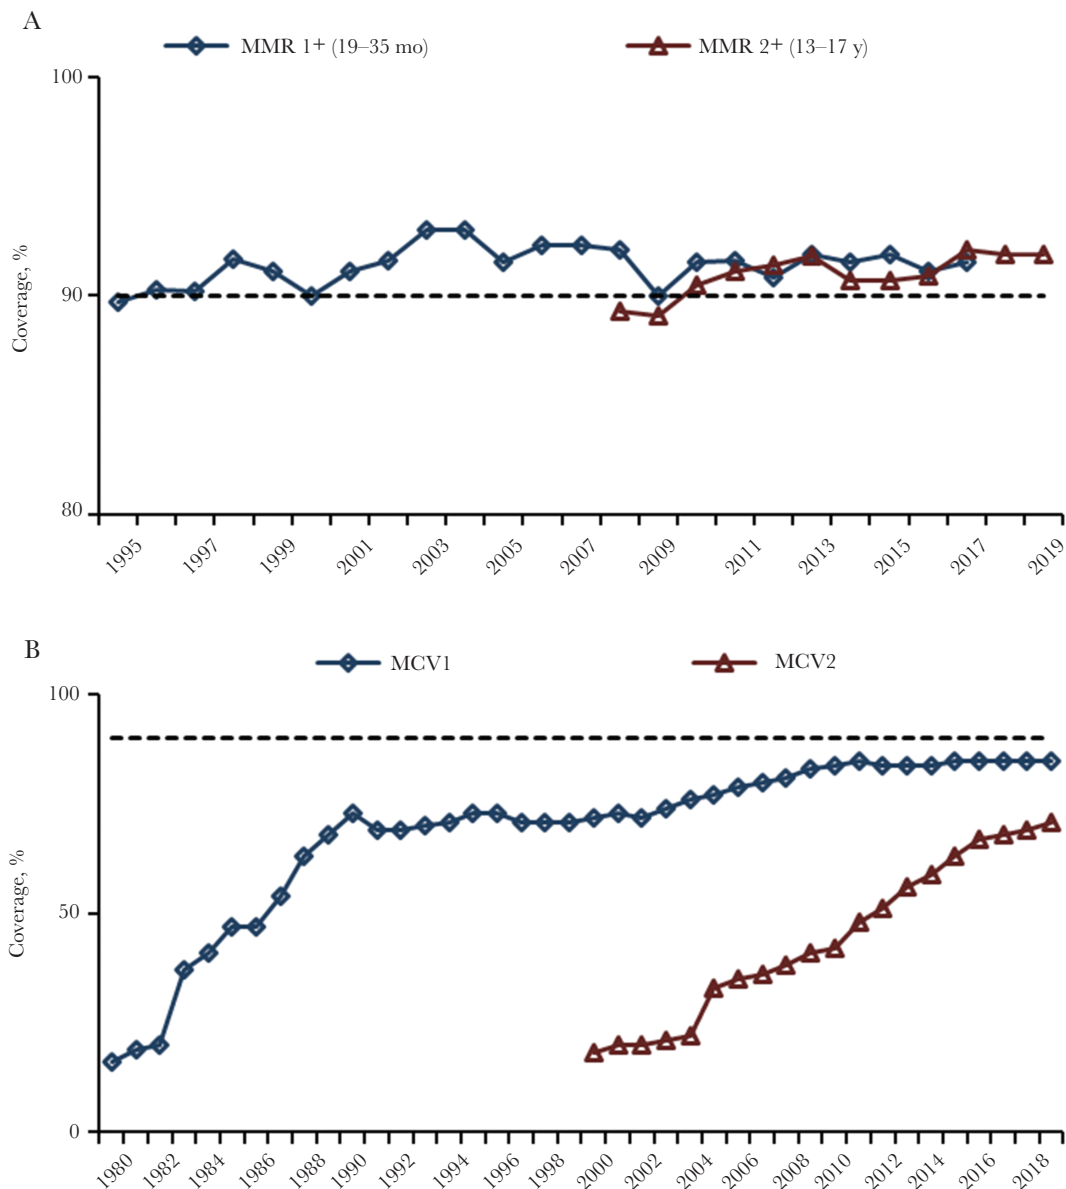 A
MMR 1+ (19–35 mo) MMR 2+ (13–17 y)
100
90
80
Coverage, %
1995 1997 1999 2001 2003 2005 2007 2009 2011 2013 2015 2017 2019
B
MCV1 MCV2
100
50
0
Coverage, %
1980 1982 1984 1986 1988 1990 1992 1994 1996 1998 2000 2002 2004 2006 2008 2010 2012 2014 2016 2018